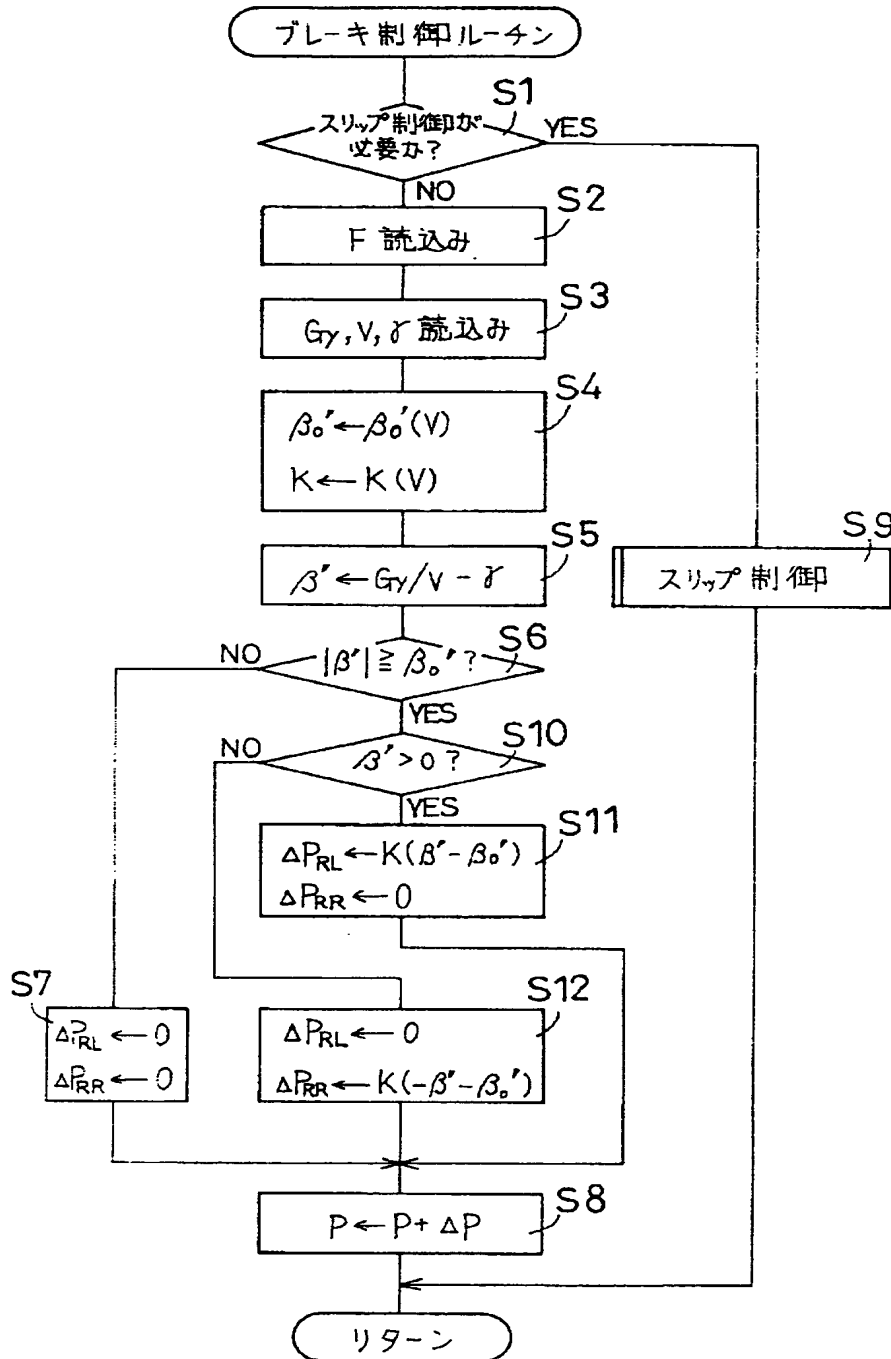 ブレーキ制御ルーチン
S1
スリップ制御が
必要か?
YES
NO
S2
F 読込み
S3
Gy, V, γ 読込み
S4
β₀′←β₀′(V)
K←K(V)
S5
β′←Gy/V-γ
S9
スリップ制御
S6
NO
|β′|≧β₀′?
YES
S10
NO
β′>0?
YES
S11
ΔPRL←K(β′-β₀′)
ΔPRR←0
S7
ΔPRL←0
ΔPRR←0
S12
ΔPRL←0
ΔPRR←K(-β′-β₀′)
S8
P←P+ΔP
リターン